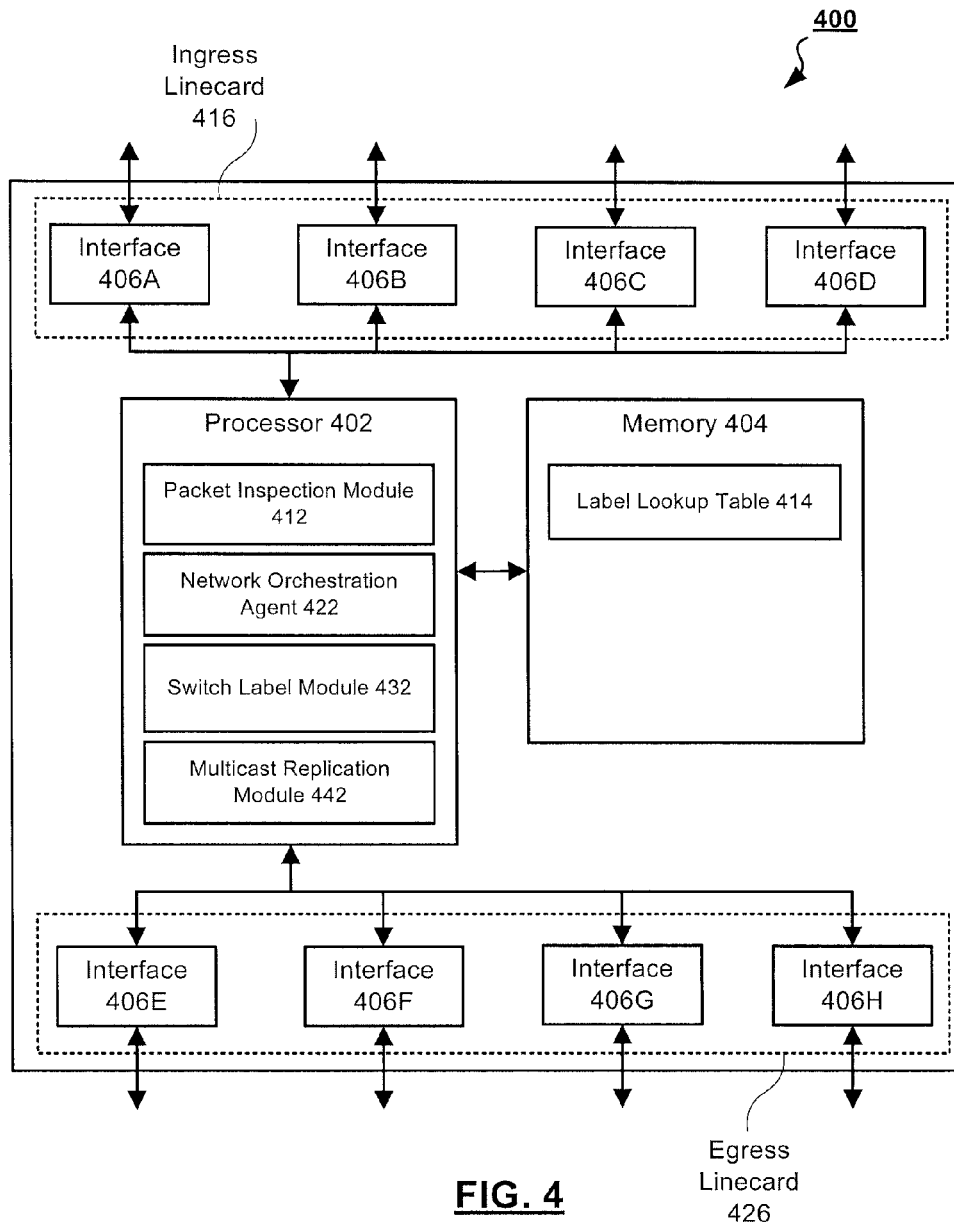 400
Ingress
Linecard
416
Interface
406A
Interface
406B
Interface
406C
Interface
406D
Processor 402
Packet Inspection Module
412
Network Orchestration
Agent 422
Switch Label Module 432
Multicast Replication
Module 442
Memory 404
Label Lookup Table 414
Interface
406E
Interface
406F
Interface
406G
Interface
406H
Egress
Linecard
426
FIG. 4